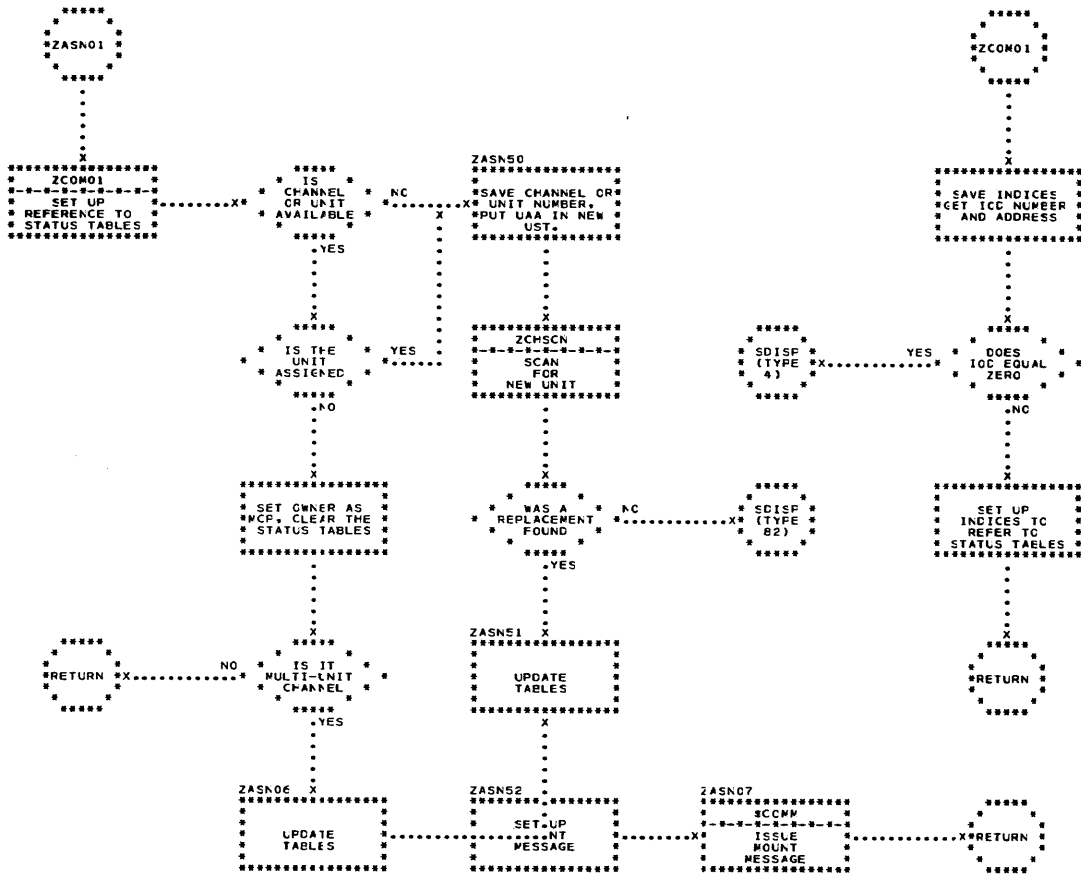 ZASN01
ZCOM01
ZCOM01
SET UP
REFERENCE TO
STATUS TABLES
IS
CHANNEL
OR UNIT
AVAILABLE
NO
YES
ZASN50
SAVE CHANNEL OR
UNIT NUMBER,
PUT UAA IN NEW
UST.
SAVE INDICES
GET IOD NUMBER
AND ADDRESS
IS THE
UNIT
ASSIGNED
YES
NO
ZCHSCN
SCAN
FOR
NEW UNIT
SDISP
(TYPE
4)
YES
DOES
IOD EQUAL
ZERO
NO
SET OWNER AS
MCP, CLEAR THE
STATUS TABLES
WAS A
REPLACEMENT
FOUND
NO
YES
SDISP
(TYPE
82)
SET UP
INDICES TO
REFER TO
STATUS TABLES
RETURN
NO
IS IT
MULTI-UNIT
CHANNEL
YES
ZASN51
UPDATE
TABLES
RETURN
ZASN06
UPDATE
TABLES
ZASN52
SET UP
NT
MESSAGE
ZASN07
ISSUE
MOUNT
MESSAGE
RETURN